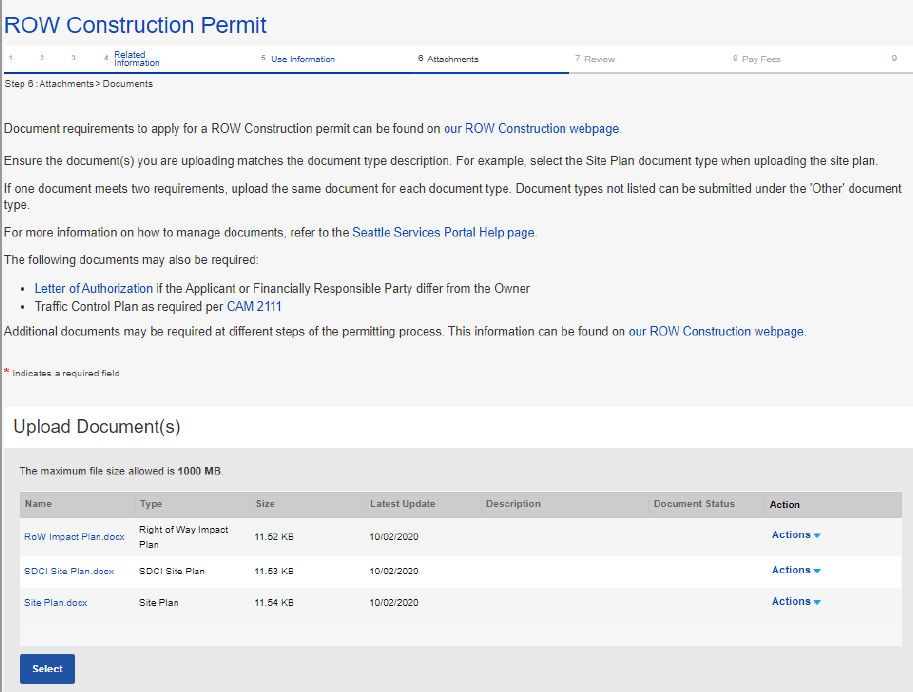 ROW Construction Permit
1 2 3 4 Related Information 5 Use Information 6 Attachments 7 Review 8 Pay Fees 0
Step 6 : Attachments > Documents
Document requirements to apply for a ROW Construction permit can be found on our ROW Construction webpage.
Ensure the document(s) you are uploading matches the document type description. For example, select the Site Plan document type when uploading the site plan.
If one document meets two requirements, upload the same document for each document type. Document types not listed can be submitted under the 'Other' document
type.
For more information on how to manage documents, refer to the Seattle Services Portal Help page.
The following documents may also be required:
• Letter of Authorization if the Applicant or Financially Responsible Party differ from the Owner
• Traffic Control Plan as required per CAM 2111
Additional documents may be required at different steps of the permitting process. This information can be found on our ROW Construction webpage.
* Indicates a required field
Upload Document(s)
The maximum file size allowed is 1000 MB.
Name Type Size Latest Update Description Document Status Action
RoW Impact Plan.docx Right of Way Impact Plan 11.52 KB 10/02/2020 Actions
SDCI Site Plan.docx SDCI Site Plan 11.53 KB 10/02/2020 Actions
Site Plan.docx Site Plan 11.54 KB 10/02/2020 Actions
Select